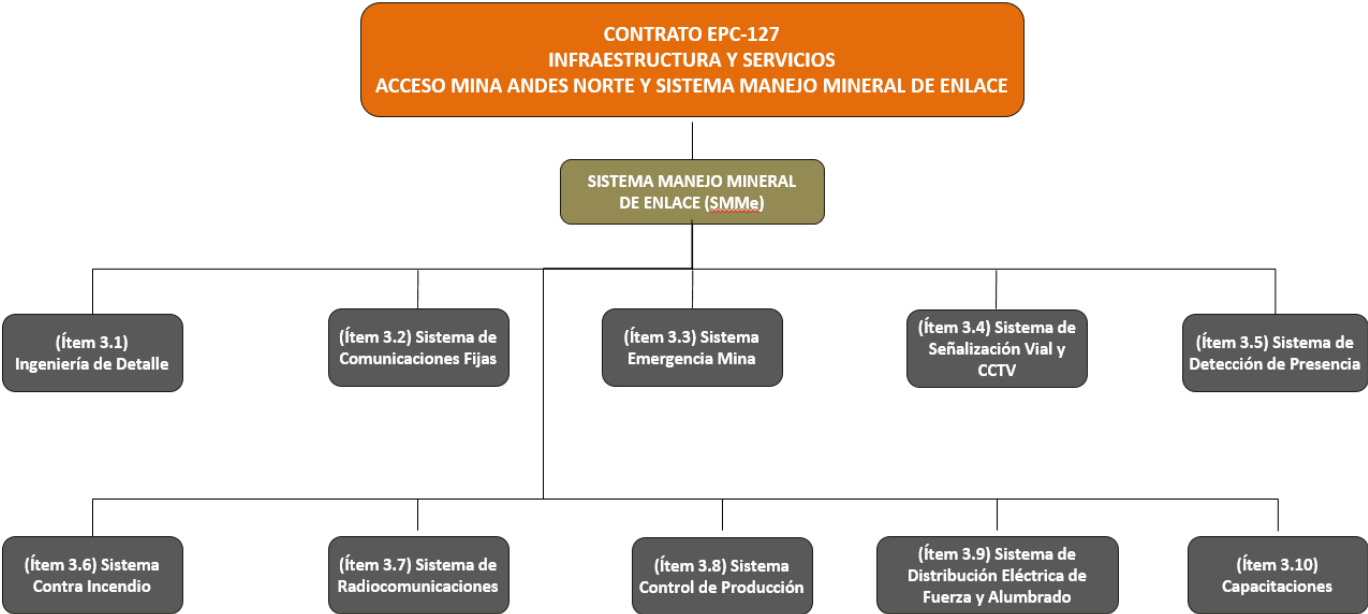 CONTRATO EPC-127
INFRAESTRUCTURA Y SERVICIOS
ACCESO MINA ANDES NORTE Y SISTEMA MANEJO MINERAL DE ENLACE
SISTEMA MANEJO MINERAL
DE ENLACE (SMMe)
(Ítem 3.1)
Ingeniería de Detalle
(Ítem 3.2) Sistema de
Comunicaciones Fijas
(Ítem 3.3) Sistema
Emergencia Mina
(Ítem 3.4) Sistema de
Señalización Vial y
CCTV
(Ítem 3.5) Sistema de
Detección de Presencia
(Ítem 3.6) Sistema
Contra Incendio
(Ítem 3.7) Sistema de
Radiocomunicaciones
(Ítem 3.8) Sistema
Control de Producción
(Ítem 3.9) Sistema de
Distribución Eléctrica de
Fuerza y Alumbrado
(Ítem 3.10)
Capacitaciones